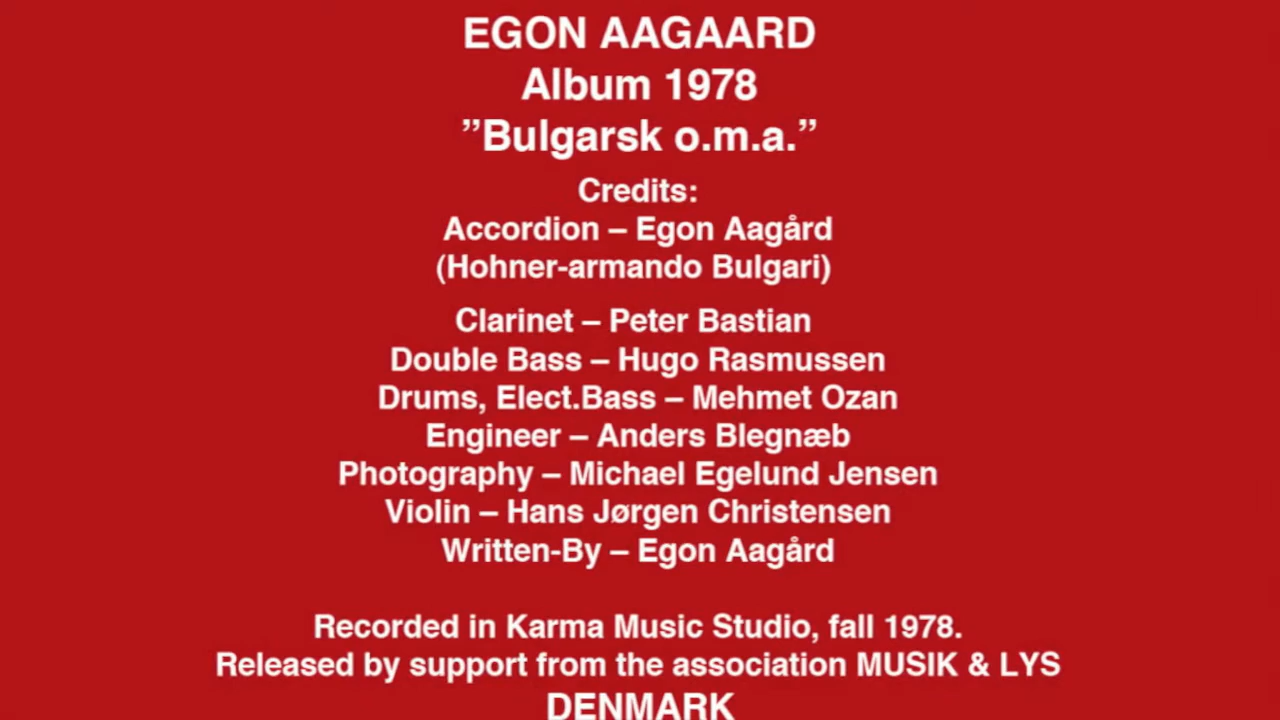 EGON AAGAARD
Album 1978
”Bulgarsk o.m.a.”
Credits:
Accordion – Egon Aagård
(Hohner-armando Bulgari)
Clarinet – Peter Bastian
Double Bass – Hugo Rasmussen
Drums, Elect.Bass – Mehmet Ozan
Engineer – Anders Blegnæb
Photography – Michael Egelund Jensen
Violin – Hans Jørgen Christensen
Written-By – Egon Aagård
Recorded in Karma Music Studio, fall 1978.
Released by support from the association MUSIK & LYS
DENMARK